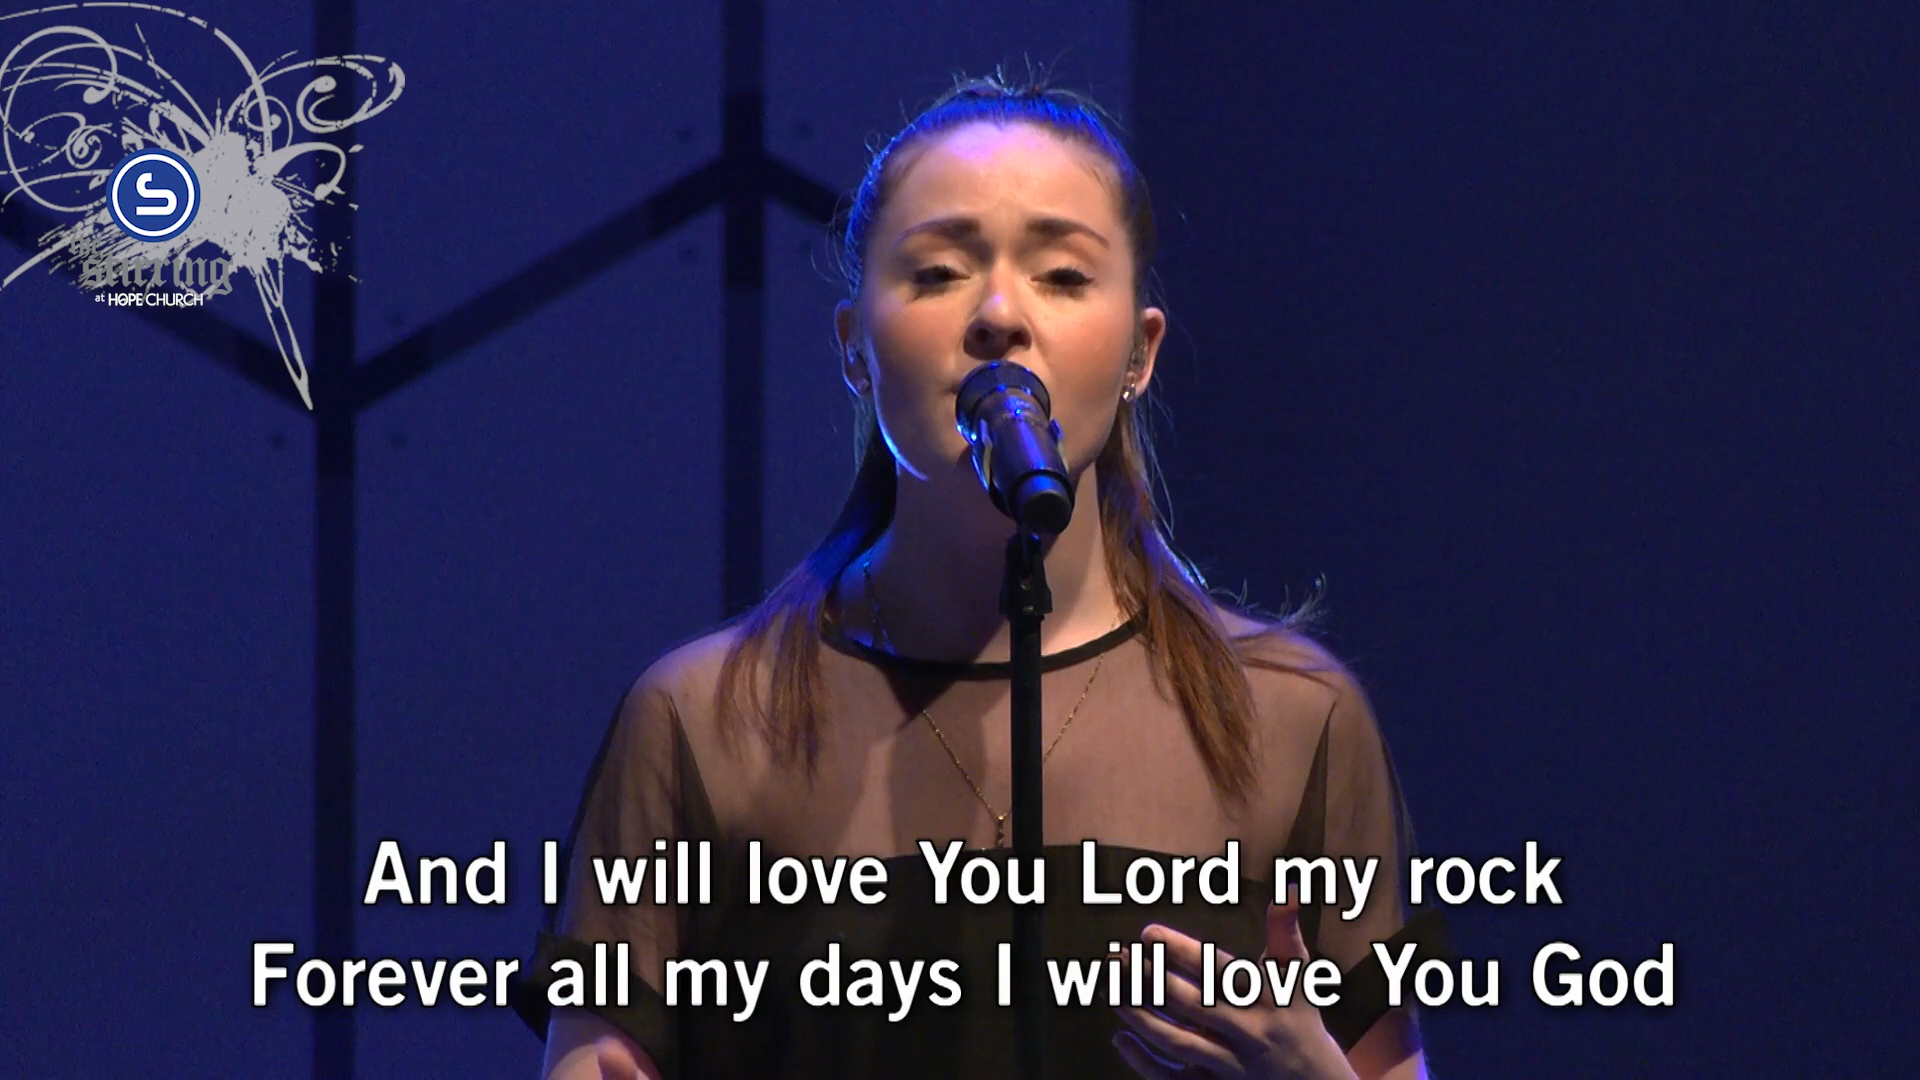 the
stirring
at HOPE CHURCH
And I will love You Lord my rock
Forever all my days I will love You God